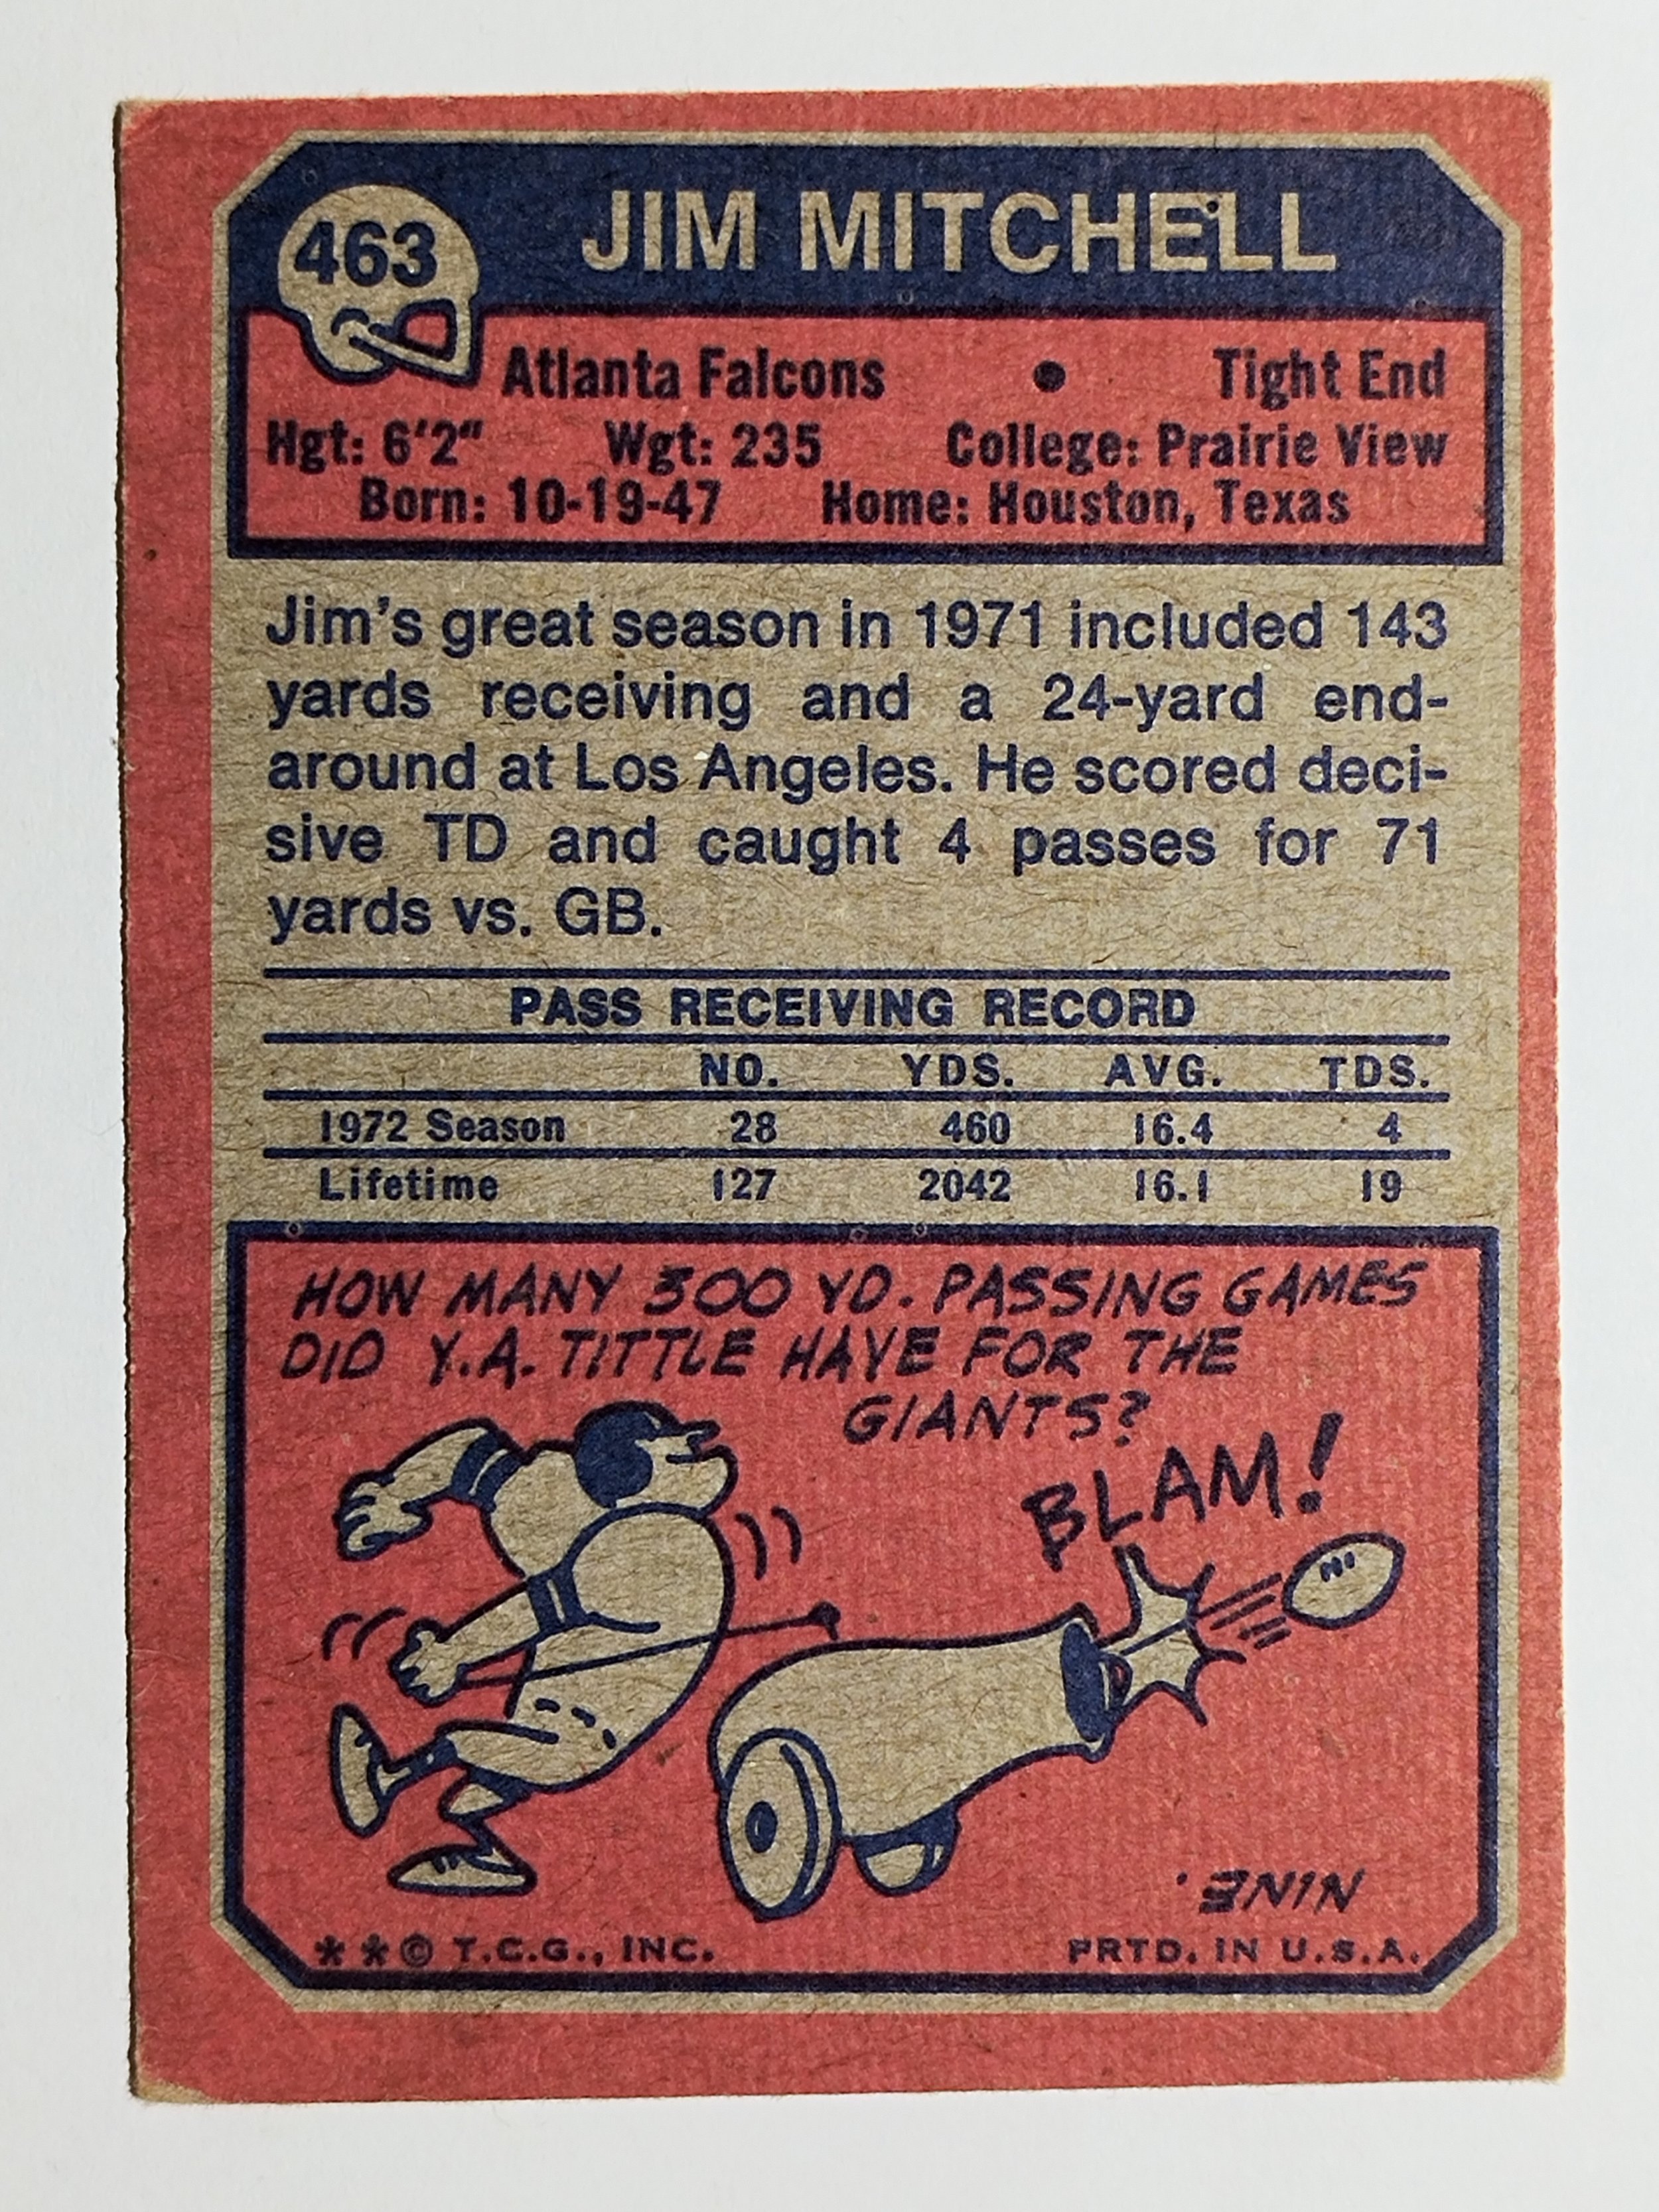 463
JIM MITCHELL
Atlanta Falcons • Tight End
Hgt: 6'2" Wgt: 235 College: Prairie View
Born: 10-19-47 Home: Houston, Texas
Jim's great season in 1971 included 143
yards receiving and a 24-yard end-
around at Los Angeles. He scored deci-
sive TD and caught 4 passes for 71
yards vs. GB.
PASS RECEIVING RECORD
NO. YDS. AVG. TDS.
1972 Season 28 460 16.4 4
Lifetime 127 2042 16.1 19
HOW MANY 300 YD. PASSING GAMES
DID Y.A. TITTLE HAVE FOR THE
GIANTS?
BLAM!
NINE.
**© T.C.G., INC. PRTD. IN U.S.A.